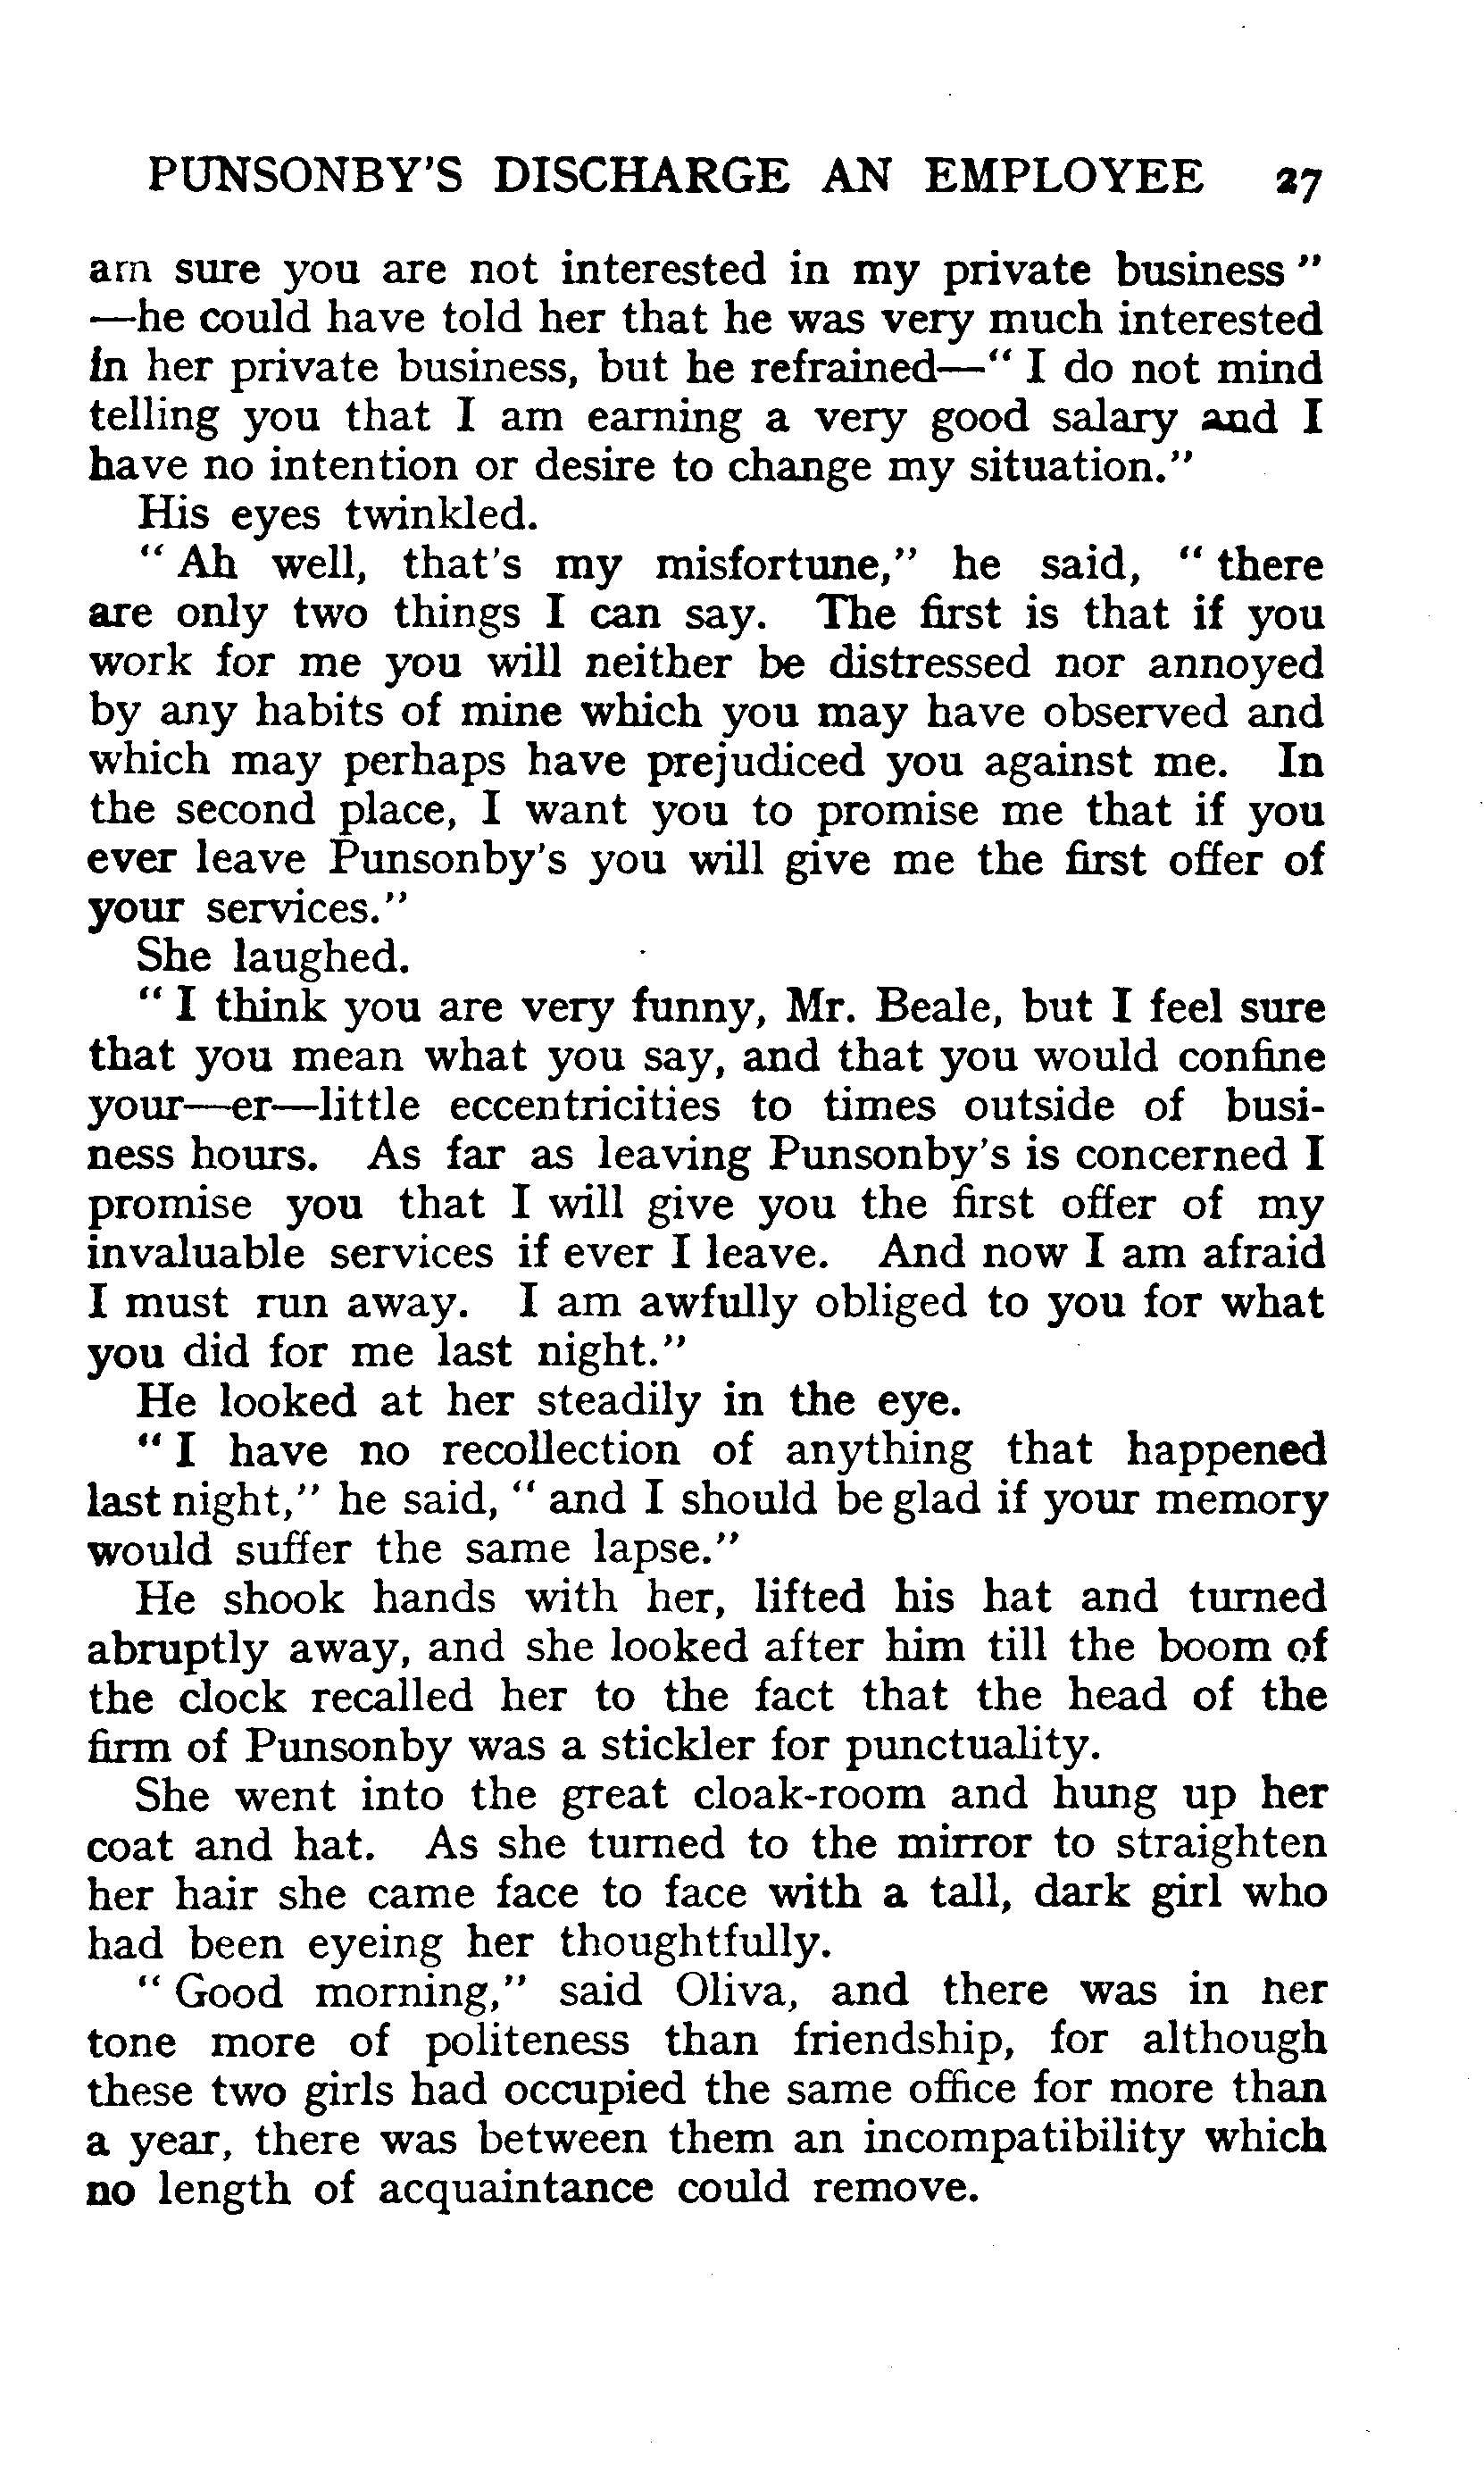 PUNSONBY'S DISCHARGE AN EMPLOYEE 27
am sure you are not interested in my private business "
—he could have told her that he was very much interested
in her private business, but he refrained—" I do not mind
telling you that I am earning a very good salary and I
have no intention or desire to change my situation."
His eyes twinkled.
" Ah well, that's my misfortune," he said, " there
are only two things I can say. The first is that if you
work for me you will neither be distressed nor annoyed
by any habits of mine which you may have observed and
which may perhaps have prejudiced you against me. In
the second place, I want you to promise me that if you
ever leave Punsonby's you will give me the first offer of
your services."
She laughed.
" I think you are very funny, Mr. Beale, but I feel sure
that you mean what you say, and that you would confine
your—er—little eccentricities to times outside of busi-
ness hours. As far as leaving Punsonby's is concerned I
promise you that I will give you the first offer of my
invaluable services if ever I leave. And now I am afraid
I must run away. I am awfully obliged to you for what
you did for me last night."
He looked at her steadily in the eye.
" I have no recollection of anything that happened
last night," he said, " and I should be glad if your memory
would suffer the same lapse."
He shook hands with her, lifted his hat and turned
abruptly away, and she looked after him till the boom of
the clock recalled her to the fact that the head of the
firm of Punsonby was a stickler for punctuality.
She went into the great cloak-room and hung up her
coat and hat. As she turned to the mirror to straighten
her hair she came face to face with a tall, dark girl who
had been eyeing her thoughtfully.
" Good morning," said Oliva, and there was in her
tone more of politeness than friendship, for although
these two girls had occupied the same office for more than
a year, there was between them an incompatibility which
no length of acquaintance could remove.